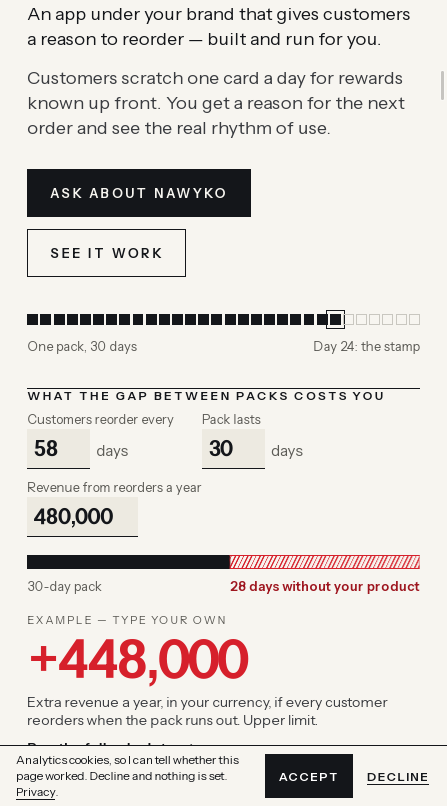 An app under your brand that gives customers
a reason to reorder — built and run for you.
Customers scratch one card a day for rewards
known up front. You get a reason for the next
order and see the real rhythm of use.
ASK ABOUT NAWYKO
SEE IT WORK
One pack, 30 days
Day 24: the stamp
WHAT THE GAP BETWEEN PACKS COSTS YOU
Customers reorder every
Pack lasts
58 days
30 days
Revenue from reorders a year
480,000
30-day pack
28 days without your product
EXAMPLE — TYPE YOUR OWN
+448,000
Extra revenue a year, in your currency, if every customer
reorders when the pack runs out. Upper limit.
Analytics cookies, so I can tell whether this
page worked. Decline and nothing is set.
Privacy.
ACCEPT
DECLINE